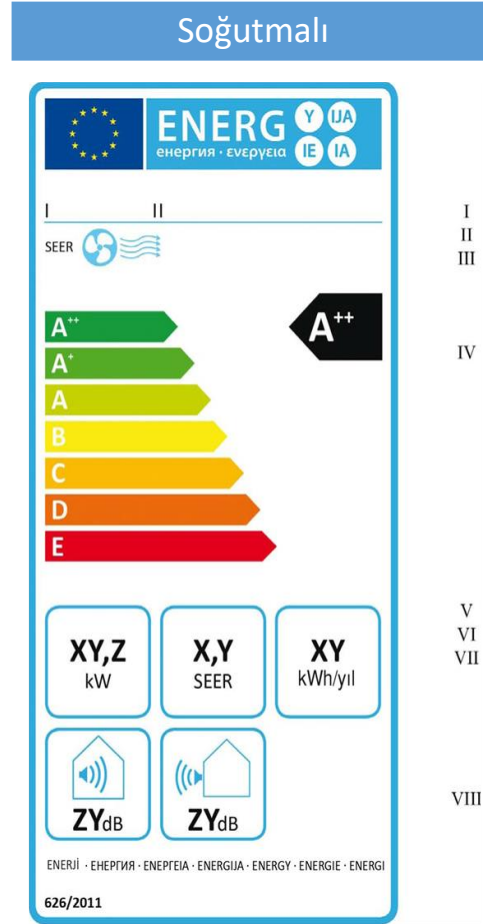 Soğutmalı
ENERG Y IJA
енергия · ενεργεια IE IA
I II
SEER
I
II
III
A++ A++
A+
A
B
C
D
E
IV
V
VI
VII
XY,Z X,Y XY
kW SEER kWh/yıl
ZYdB ZYdB
VIII
ENERJİ · ЕНЕРГИЯ · ΕΝΕΡΓΕΙΑ · ENERGIJA · ENERGY · ENERGIE · ENERGI
626/2011